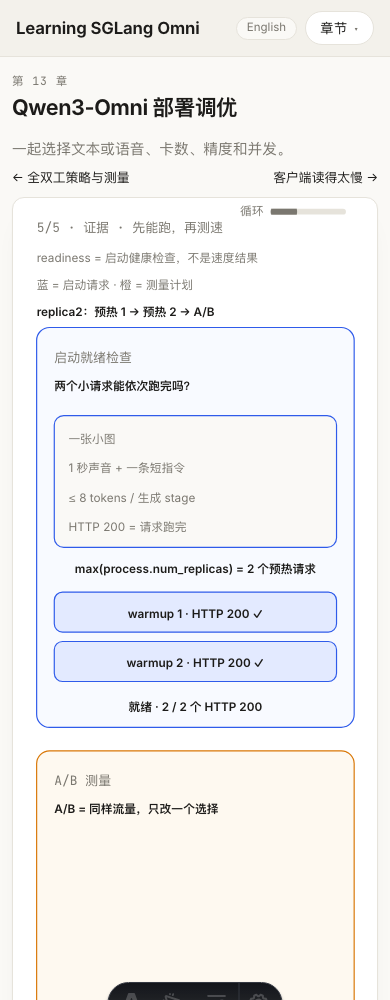 Learning SGLang Omni
English
章节
第 13 章
Qwen3-Omni 部署调优
一起选择文本或语音、卡数、精度和并发。
← 全双工策略与测量
客户端读得太慢 →
循环
5/5 · 证据 · 先能跑，再测速
readiness = 启动健康检查，不是速度结果
蓝 = 启动请求 · 橙 = 测量计划
replica2：预热 1 → 预热 2 → A/B
启动就绪检查
两个小请求能依次跑完吗？
一张小图
1 秒声音 + 一条短指令
≤ 8 tokens / 生成 stage
HTTP 200 = 请求跑完
max(process.num_replicas) = 2 个预热请求
warmup 1 · HTTP 200 ✓
warmup 2 · HTTP 200 ✓
就绪 · 2 / 2 个 HTTP 200
A/B 测量
A/B = 同样流量，只改一个选择